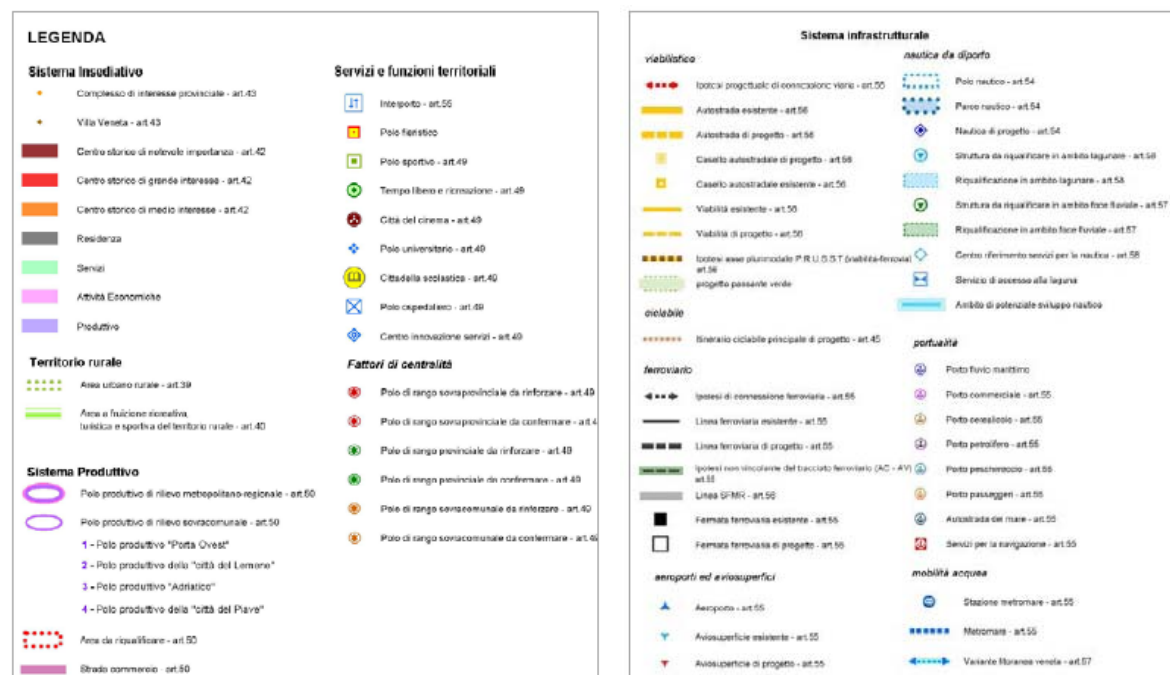 LEGENDA
Sistema Insediativo
Complesso di interesse provinciale - art.43
Villa Veneta - art.43
Centro storico di notevole importanza - art.42
Centro storico di grande interesse - art.42
Centro storico di medio interesse - art.42
Residenza
Servizi
Attività Economiche
Produttivo
Territorio rurale
Area urbano rurale - art.39
Area a fruizione ricreativa,
turistica e sportiva del territorio rurale - art.40
Sistema Produttivo
Polo produttivo di rilievo metropolitano-regionale - art.50
Polo produttivo di rilievo sovracomunale - art.50
1 - Polo produttivo "Porta Ovest"
2 - Polo produttivo della "città del Lemene"
3 - Polo produttivo "Adriatico"
4 - Polo produttivo della "città del Piave"
Area da riqualificare - art.50
Strada commercio - art.50
Servizi e funzioni territoriali
Interporto - art.55
Polo fieristico
Polo sportivo - art.49
Tempo libero e ricreazione - art.49
Città del cinema - art.49
Polo universitario - art.49
Cittadella scolastica - art.49
Polo ospedaliero - art.49
Centro innovazione servizi - art.49
Fattori di centralità
Polo di rango sovraprovinciale da rinforzare - art.49
Polo di rango sovraprovinciale da confermare - art.4
Polo di rango provinciale da rinforzare - art.49
Polo di rango provinciale da confermare - art.49
Polo di rango sovracomunale da rinforzare - art.49
Polo di rango sovracomunale da confermare - art.49
Sistema infrastrutturale
viabilistico
Ipotesi progettuale di connessione viaria - art.55
Autostrada esistente - art.56
Autostrada di progetto - art.56
Casello autostradale di progetto - art.56
Casello autostradale esistente - art.56
Viabilità esistente - art.56
Viabilità di progetto - art.56
Ipotesi asse plurimodale P.R.U.S.S.T (viabilità-ferrovia)
art.56
progetto passante verde
ciclabile
Itinerario ciclabile principale di progetto - art.45
ferroviario
Ipotesi di connessione ferroviaria - art.55
Linea ferroviaria esistente - art.55
Linea ferroviaria di progetto - art.55
Ipotesi non vincolante del tracciato ferroviario (AC - AV)
art.55
Linea SFMR - art.56
Fermata ferroviaria esistente - art.55
Fermata ferroviaria di progetto - art.55
aeroporti ed aviosuperfici
Aeroporto - art.55
Aviosuperficie esistente - art.55
Aviosuperficie di progetto - art.55
nautica da diporto
Polo nautico - art.54
Parco nautico - art.54
Nautica di progetto - art.54
Struttura da riqualificare in ambito lagunare - art.58
Riqualificazione in ambito lagunare - art.58
Struttura da riqualificare in ambito foce fluviale - art.57
Riqualificazione in ambito foce fluviale - art.57
Centro riferimento servizi per la nautica - art.58
Servizio di accesso alla laguna
Ambito di potenziale sviluppo nautico
portualità
Porto fluvio marittimo
Porto commerciale - art.55
Porto cerealicolo - art.55
Porto petrolifero - art.55
Porto peschereccio - art.55
Porto passeggeri - art.55
Autostrada del mare - art.55
Servizi per la navigazione - art.55
mobilità acquea
Stazione metromare - art.55
Metromare - art.55
Variante litoranea veneta - art.57